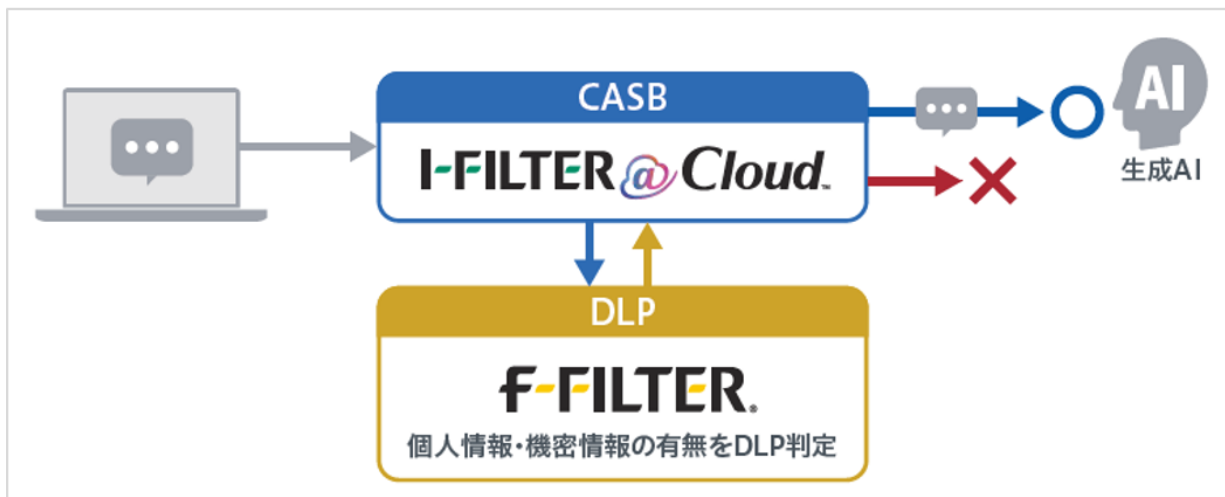 CASB
I-FILTER@Cloud™
AI
生成AI
DLP
f-FILTER®
個人情報・機密情報の有無をDLP判定